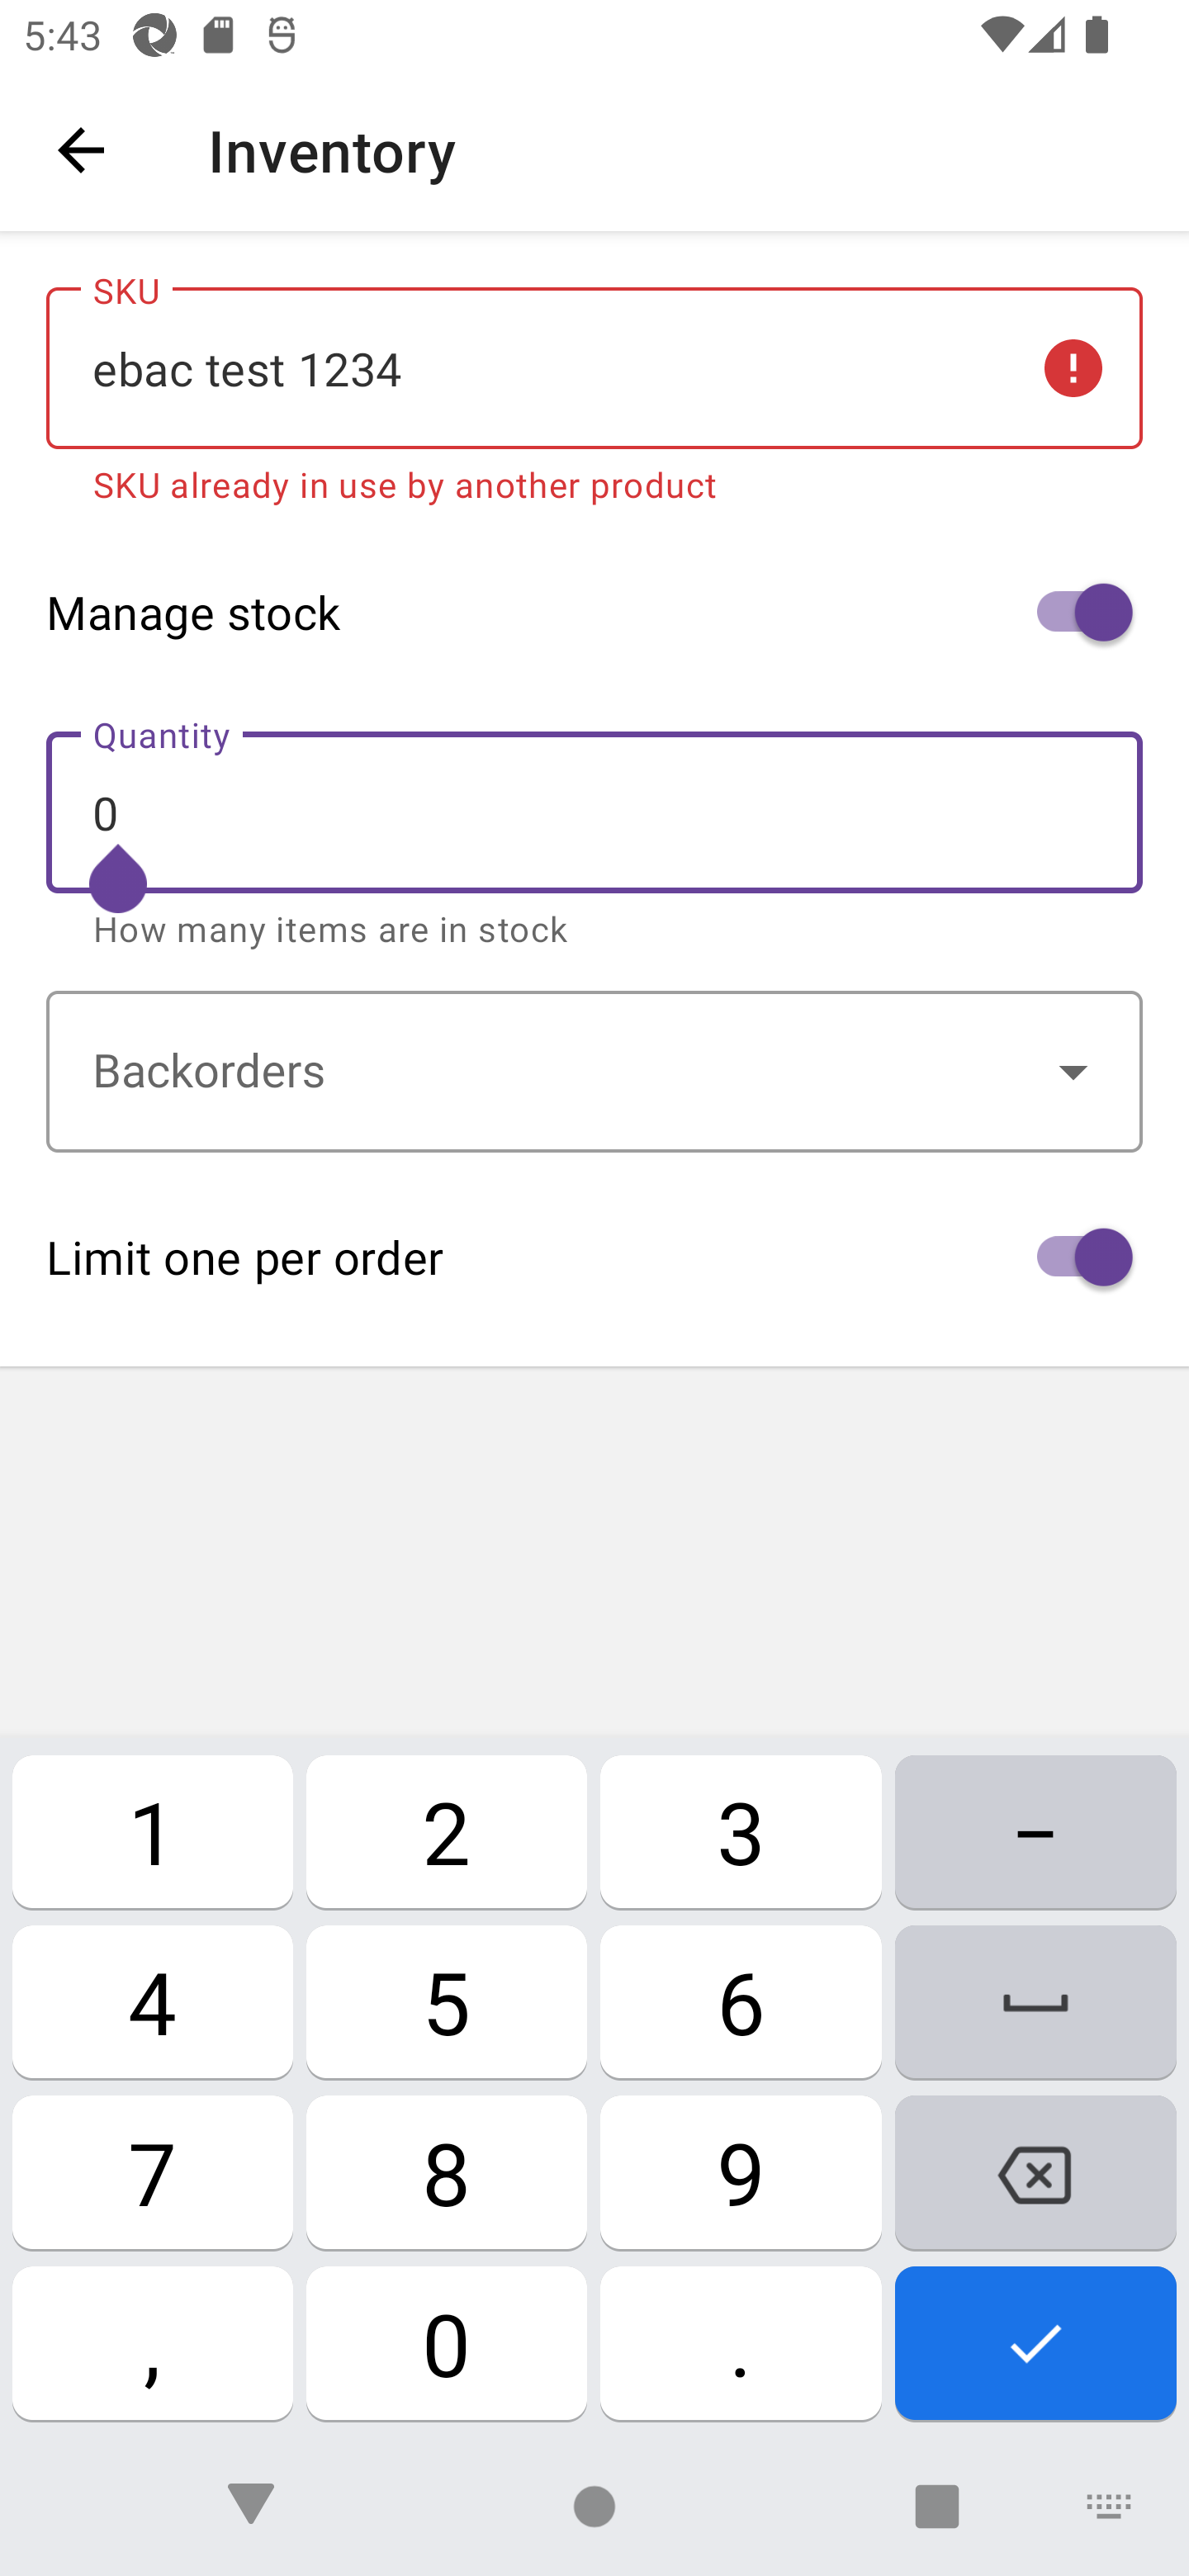 5:43
Inventory
SKU
ebac test 1234
SKU already in use by another product
Manage stock
Quantity
0
How many items are in stock
Backorders
Limit one per order
1 2 3 –
4 5 6
7 8 9
, 0 .